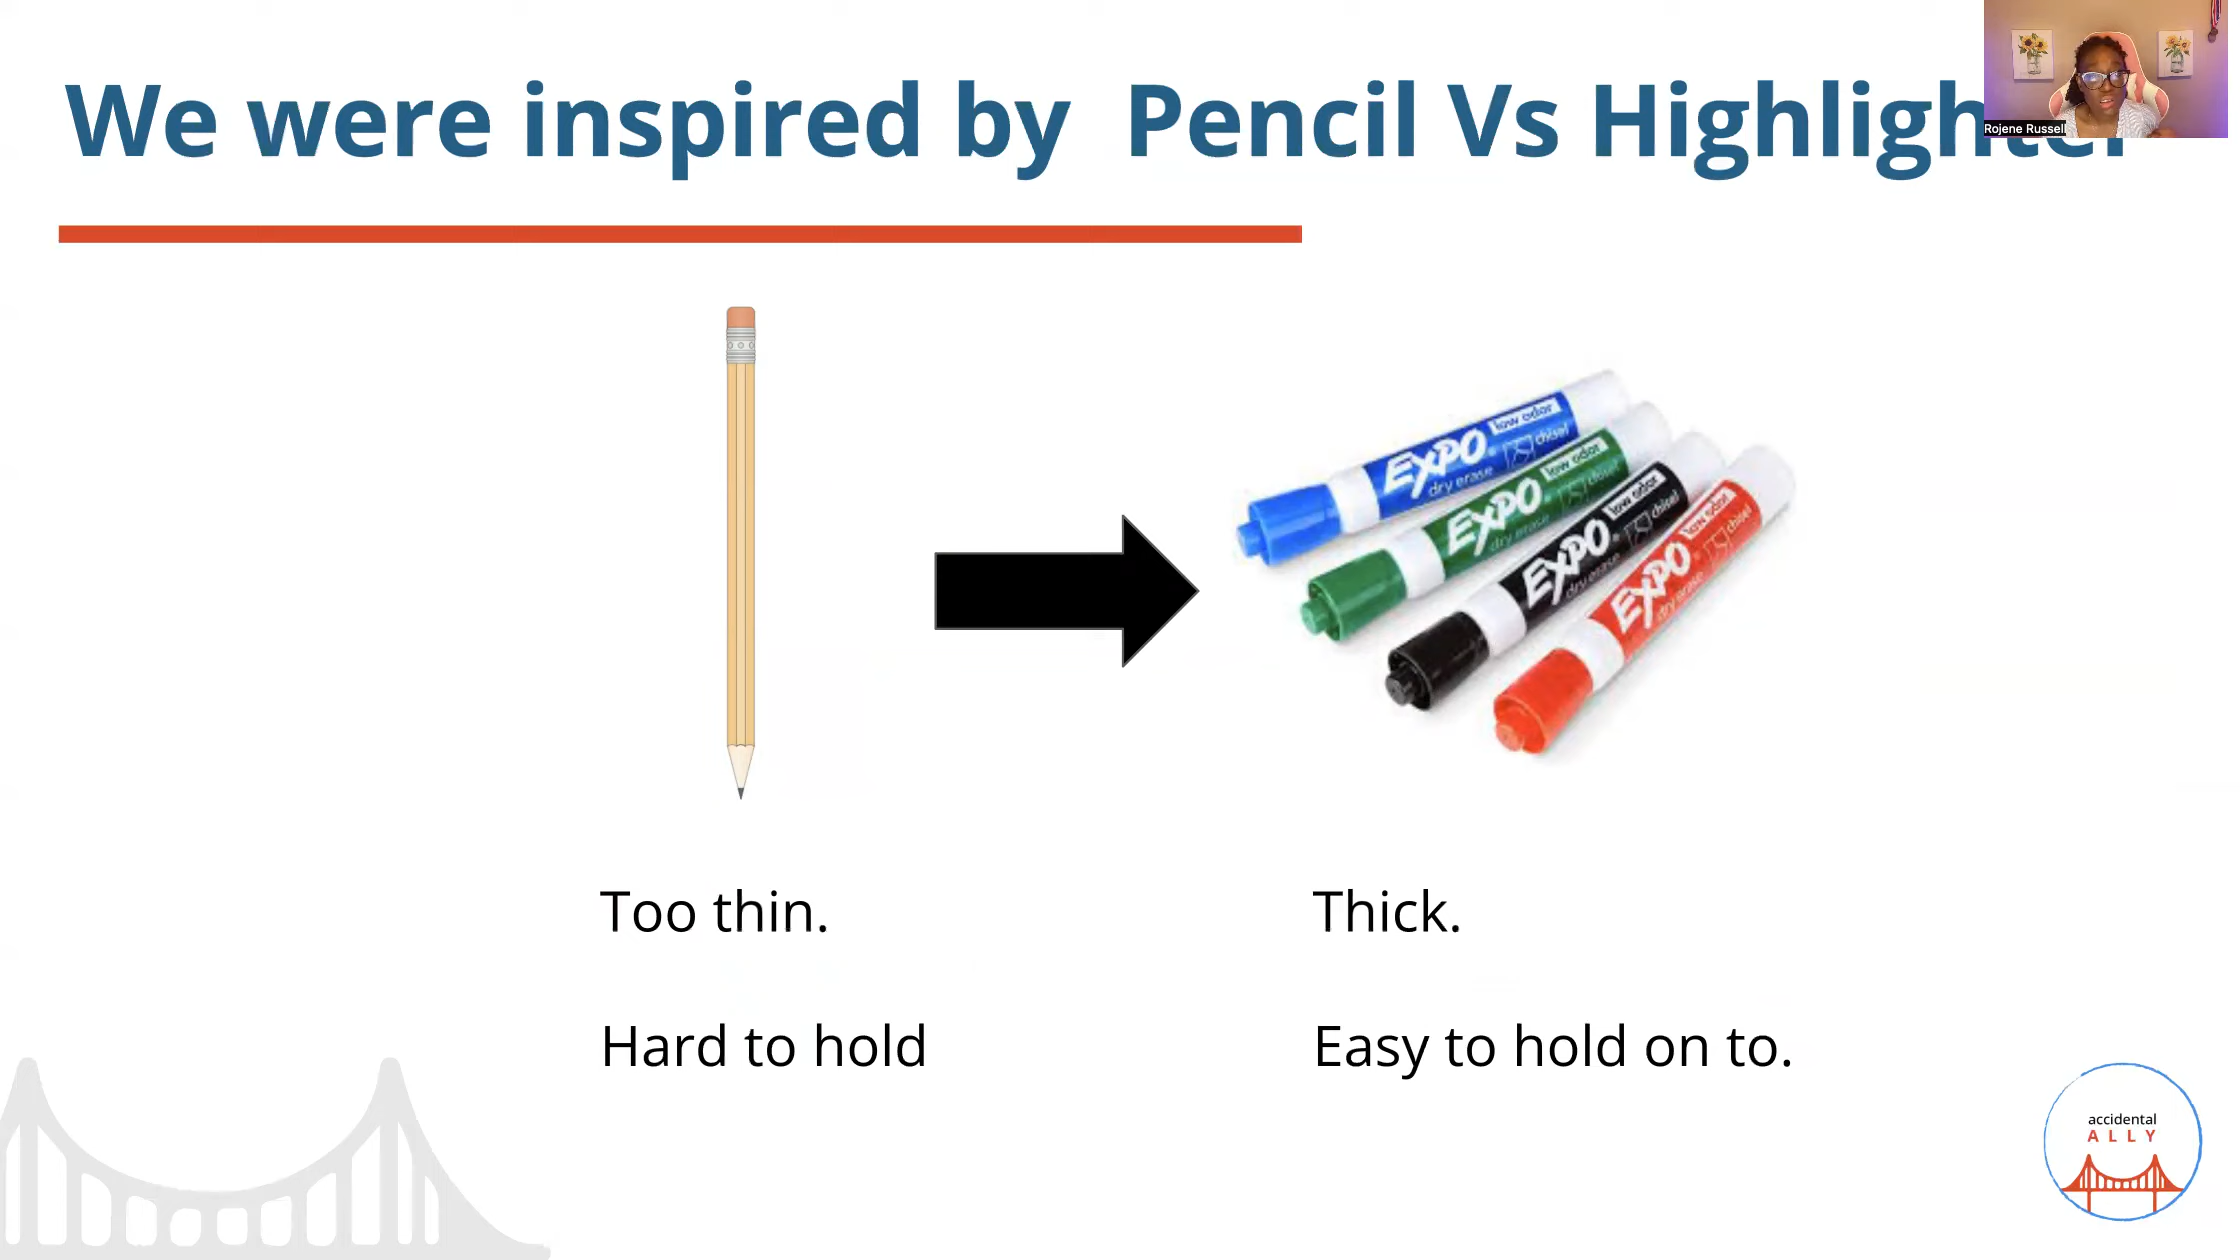 We were inspired by Pencil Vs Highlighter
Rojene Russell
EXPO
low odor
dry erase
chisel
EXPO
low odor
dry erase
chisel
EXPO
low odor
dry erase
chisel
EXPO
low odor
dry erase
chisel
Too thin.
Thick.
Hard to hold
Easy to hold on to.
accidental
ALLY